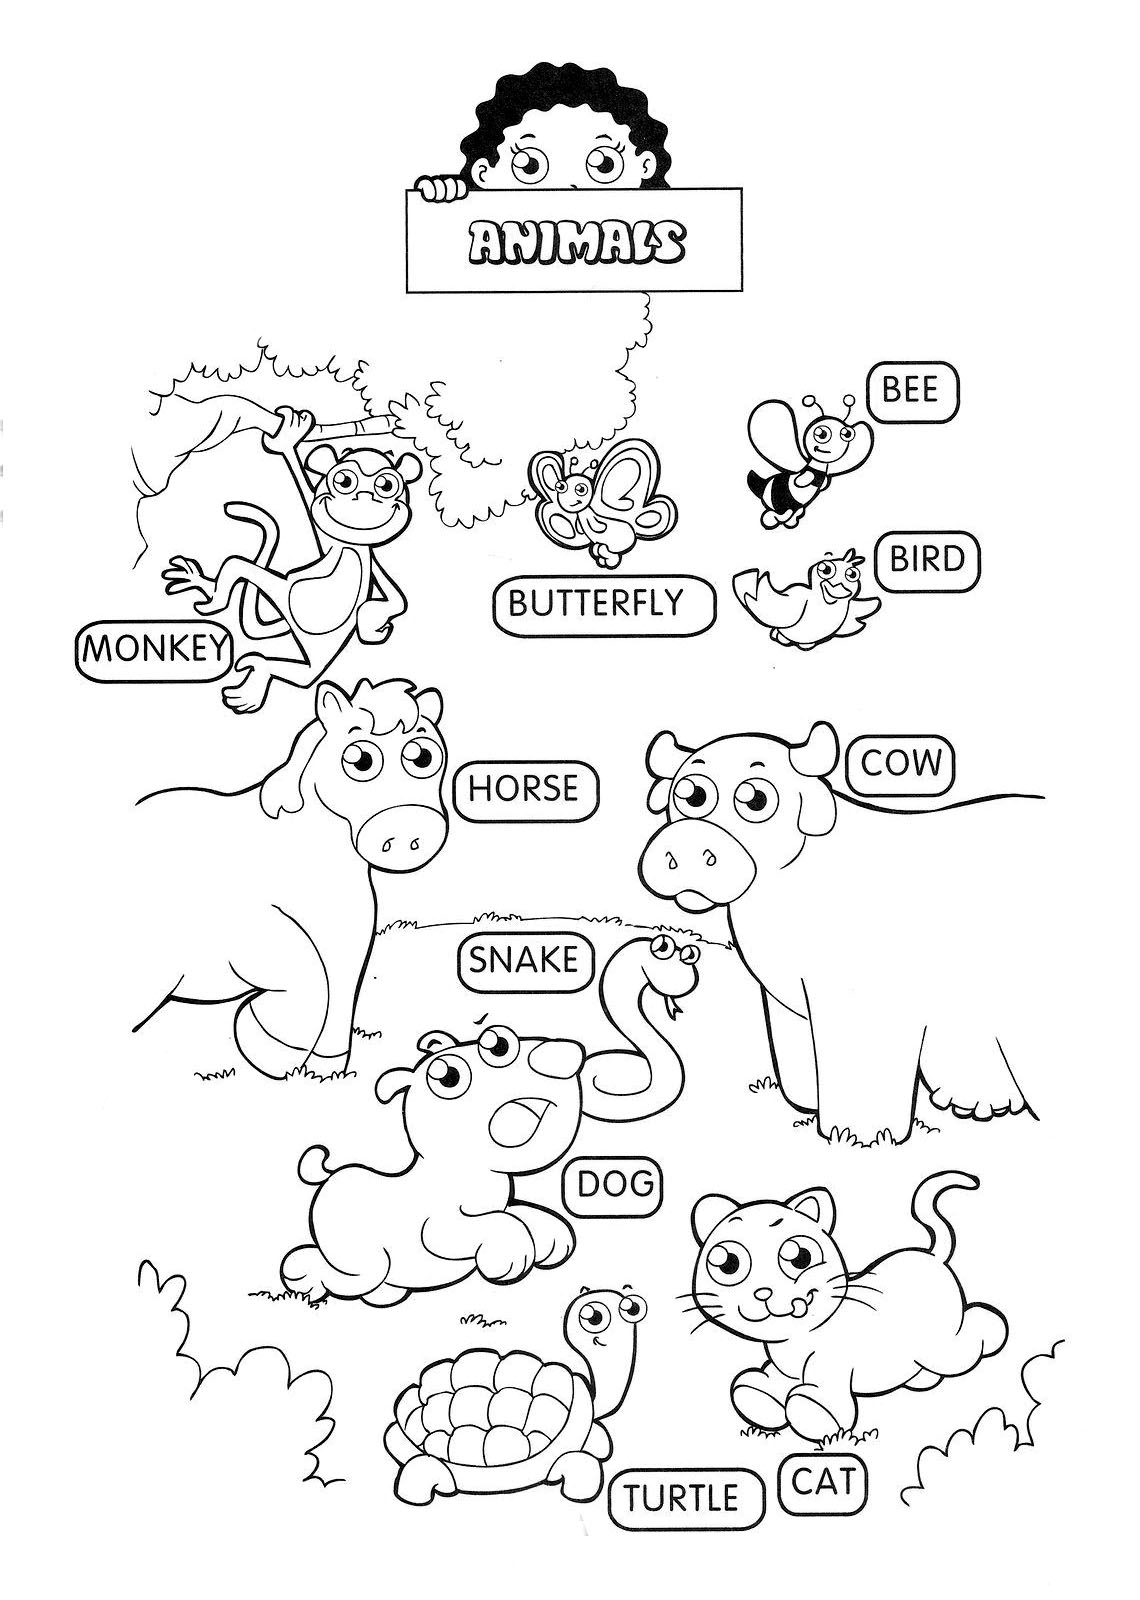 ANIMALS
BEE
BIRD
BUTTERFLY
MONKEY
HORSE
COW
SNAKE
DOG
CAT
TURTLE